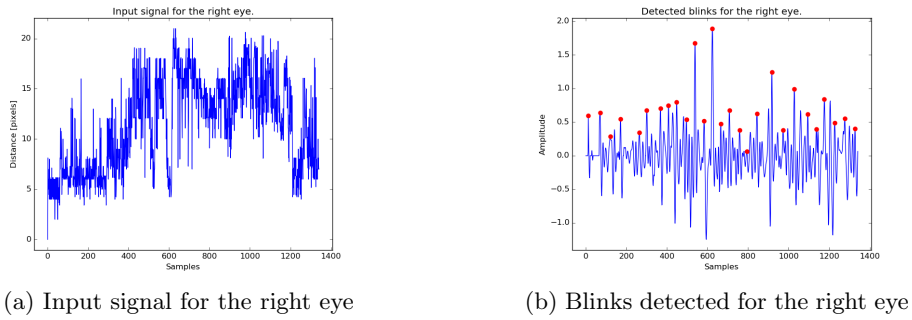 Input signal for the right eye.
20
15
10
5
0
Distance [pixels]
0 200 400 600 800 1000 1200 1400
Samples
(a) Input signal for the right eye
Detected blinks for the right eye.
2.0
1.5
1.0
0.5
0.0
−0.5
−1.0
Amplitude
0 200 400 600 800 1000 1200 1400
Samples
(b) Blinks detected for the right eye